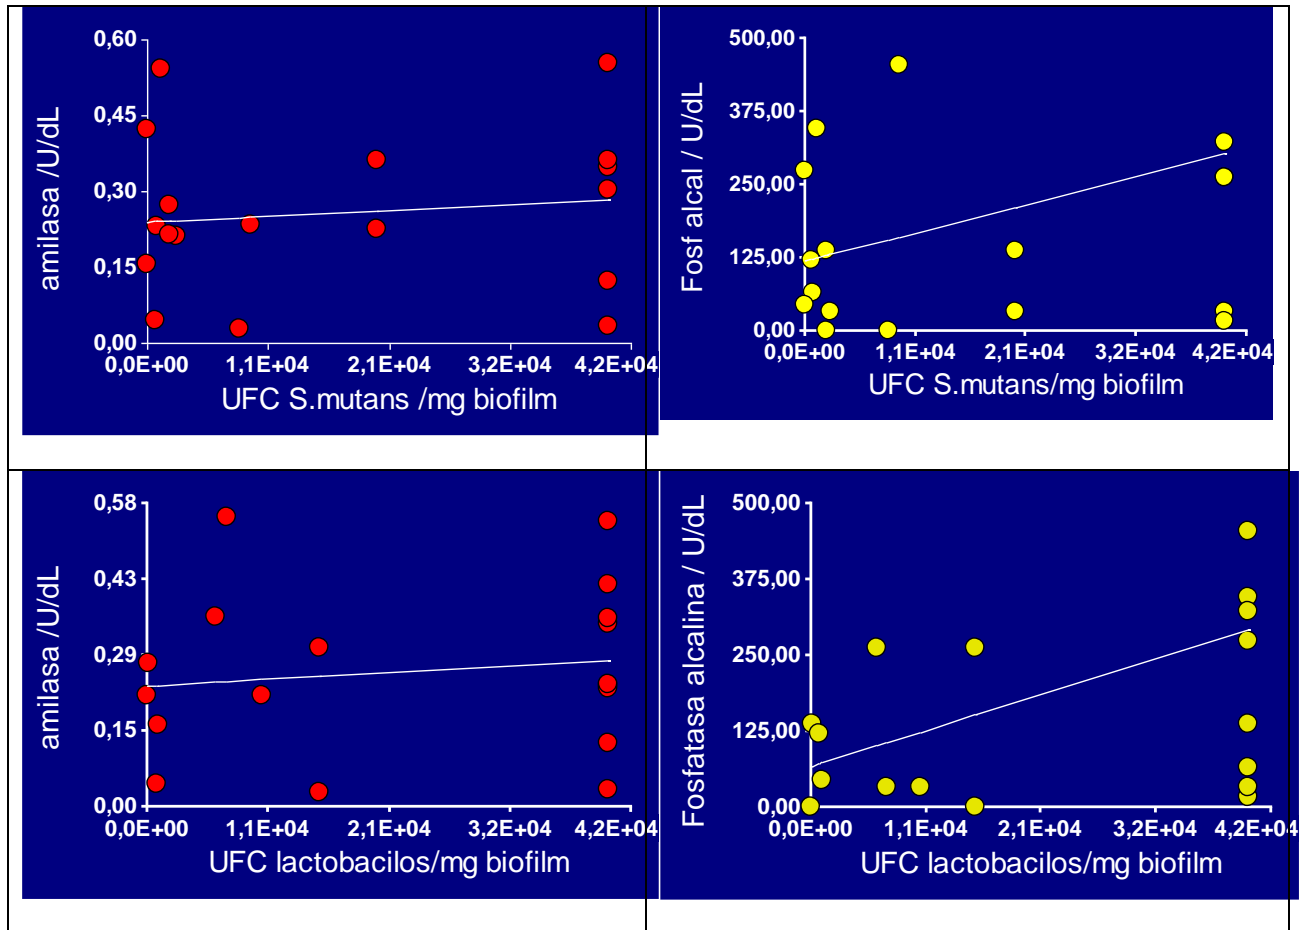 amilasa /U/dL
0,60
0,45
0,30
0,15
0,00
0,0E+00 1,1E+04 2,1E+04 3,2E+04 4,2E+04
UFC S.mutans /mg biofilm
Fosf alcal / U/dL
500,00
375,00
250,00
125,00
0,00
0,0E+00 1,1E+04 2,1E+04 3,2E+04 4,2E+04
UFC S.mutans/mg biofilm
amilasa /U/dL
0,58
0,43
0,29
0,15
0,00
0,0E+00 1,1E+04 2,1E+04 3,2E+04 4,2E+04
UFC lactobacilos/mg biofilm
Fosfatasa alcalina / U/dL
500,00
375,00
250,00
125,00
0,00
0,0E+00 1,1E+04 2,1E+04 3,2E+04 4,2E+04
UFC lactobacilos/mg biofilm